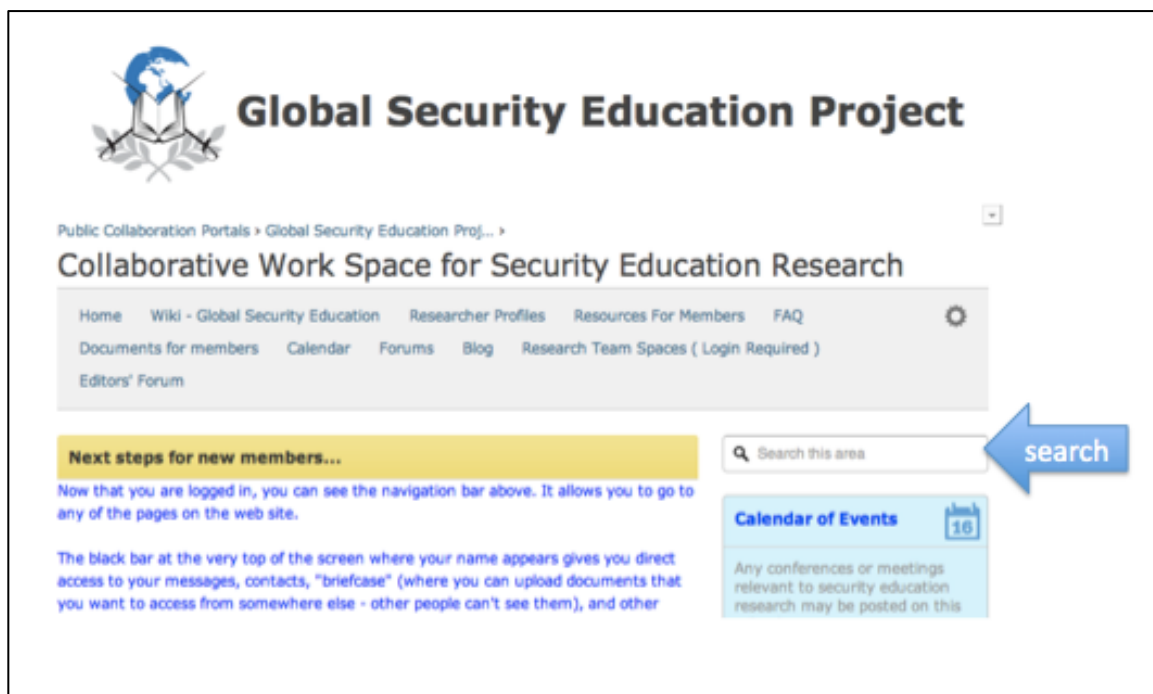 Global Security Education Project
Public Collaboration Portals › Global Security Education Proj... ›
Collaborative Work Space for Security Education Research
Home Wiki - Global Security Education Researcher Profiles Resources For Members FAQ
Documents for members Calendar Forums Blog Research Team Spaces ( Login Required )
Editors' Forum
Next steps for new members...
Now that you are logged in, you can see the navigation bar above. It allows you to go to
any of the pages on the web site.
The black bar at the very top of the screen where your name appears gives you direct
access to your messages, contacts, "briefcase" (where you can upload documents that
you want to access from somewhere else - other people can't see them), and other
Search this area
search
Calendar of Events
16
Any conferences or meetings
relevant to security education
research may be posted on this